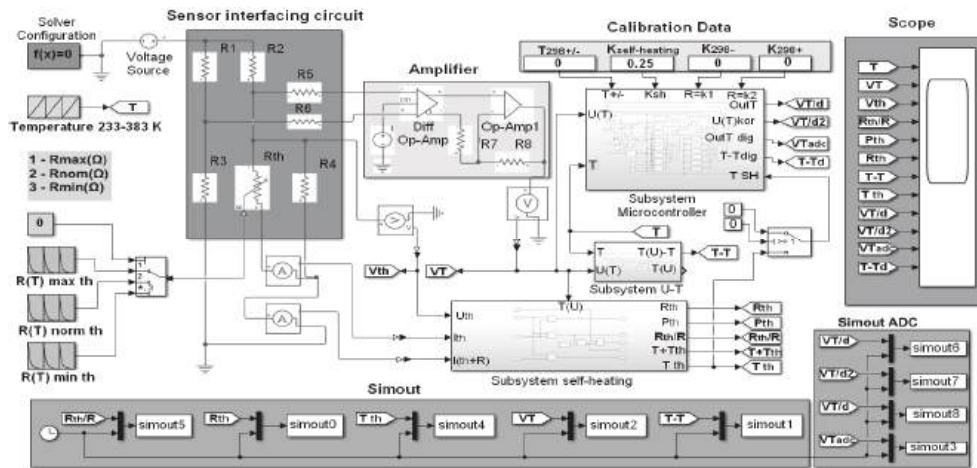 Solver
Configuration
f(x)=0
Voltage
Source
Temperature 233-383 K
T
1 - Rmax(Ω)
2 - Rnom(Ω)
3 - Rmin(Ω)
0
R(T) max th
R(T) norm th
R(T) min th
1
2
*,
Sensor interfacing circuit
R1
R2
R5
R6
R3
Rth
R4
Amplifier
Diff
Op-Amp
Op-Amp1
R7
R8
V
V
A
A
Vth
VT
Calibration Data
T298+/-
Kself-heating
K298-
K298+
0
0.25
0
0
T+/-
Ksh
R=k1
R=k2
U(T)
T
OutT
U(T)kor
OutT dig
T-Tdig
T SH
VT/d
VT/d2
VTadc
T-Td
Subsystem
Microcontroller
T
0
0
>= 1
T
U(T)
T(U)-T
T(U)
T-T
Subsystem U-T
T(U)
Uth
Ith
I(th+R)
Rth
Pth
Rth/R
T+Tth
T th
Rth
Pth
Rth/R
T+Tth
T th
Subsystem self-heating
Scope
T
VT
Vth
Rth/R
Pth
Rth
T-T
T th
VT/d
VT/d2
VTadc
T-Td
Simout ADC
VT/d
simout6
VT/d2
simout7
VT/d
simout8
VTadc
simout3
Simout
Rth/R
simout5
Rth
simout0
T th
simout4
VT
simout2
T-T
simout1